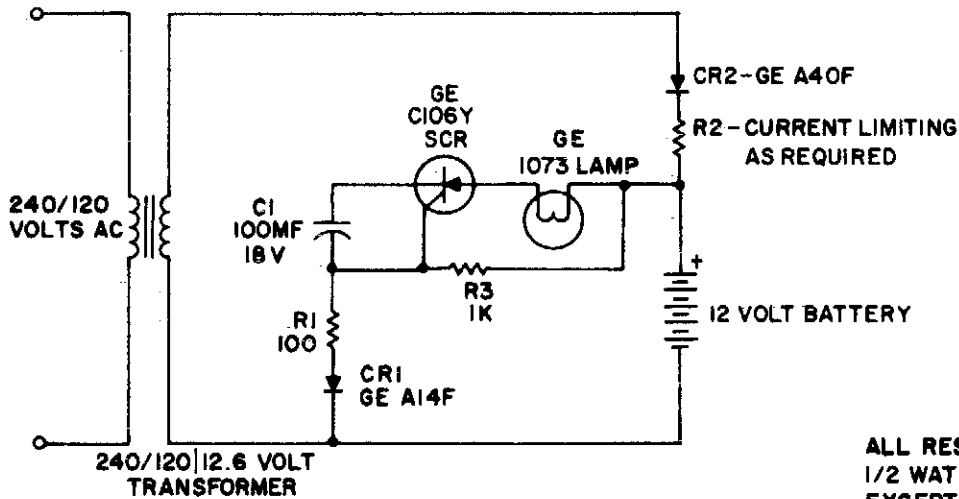 CR2-GE A40F
R2-CURRENT LIMITING
AS REQUIRED
GE
C106Y
SCR
GE
1073 LAMP
240/120
VOLTS AC
C1
100MF
18V
R3
1K
+
12 VOLT BATTERY
R1
100
CR1
GE A14F
240/120|12.6 VOLT
TRANSFORMER
ALL RES
1/2 WAT
EXCEPT